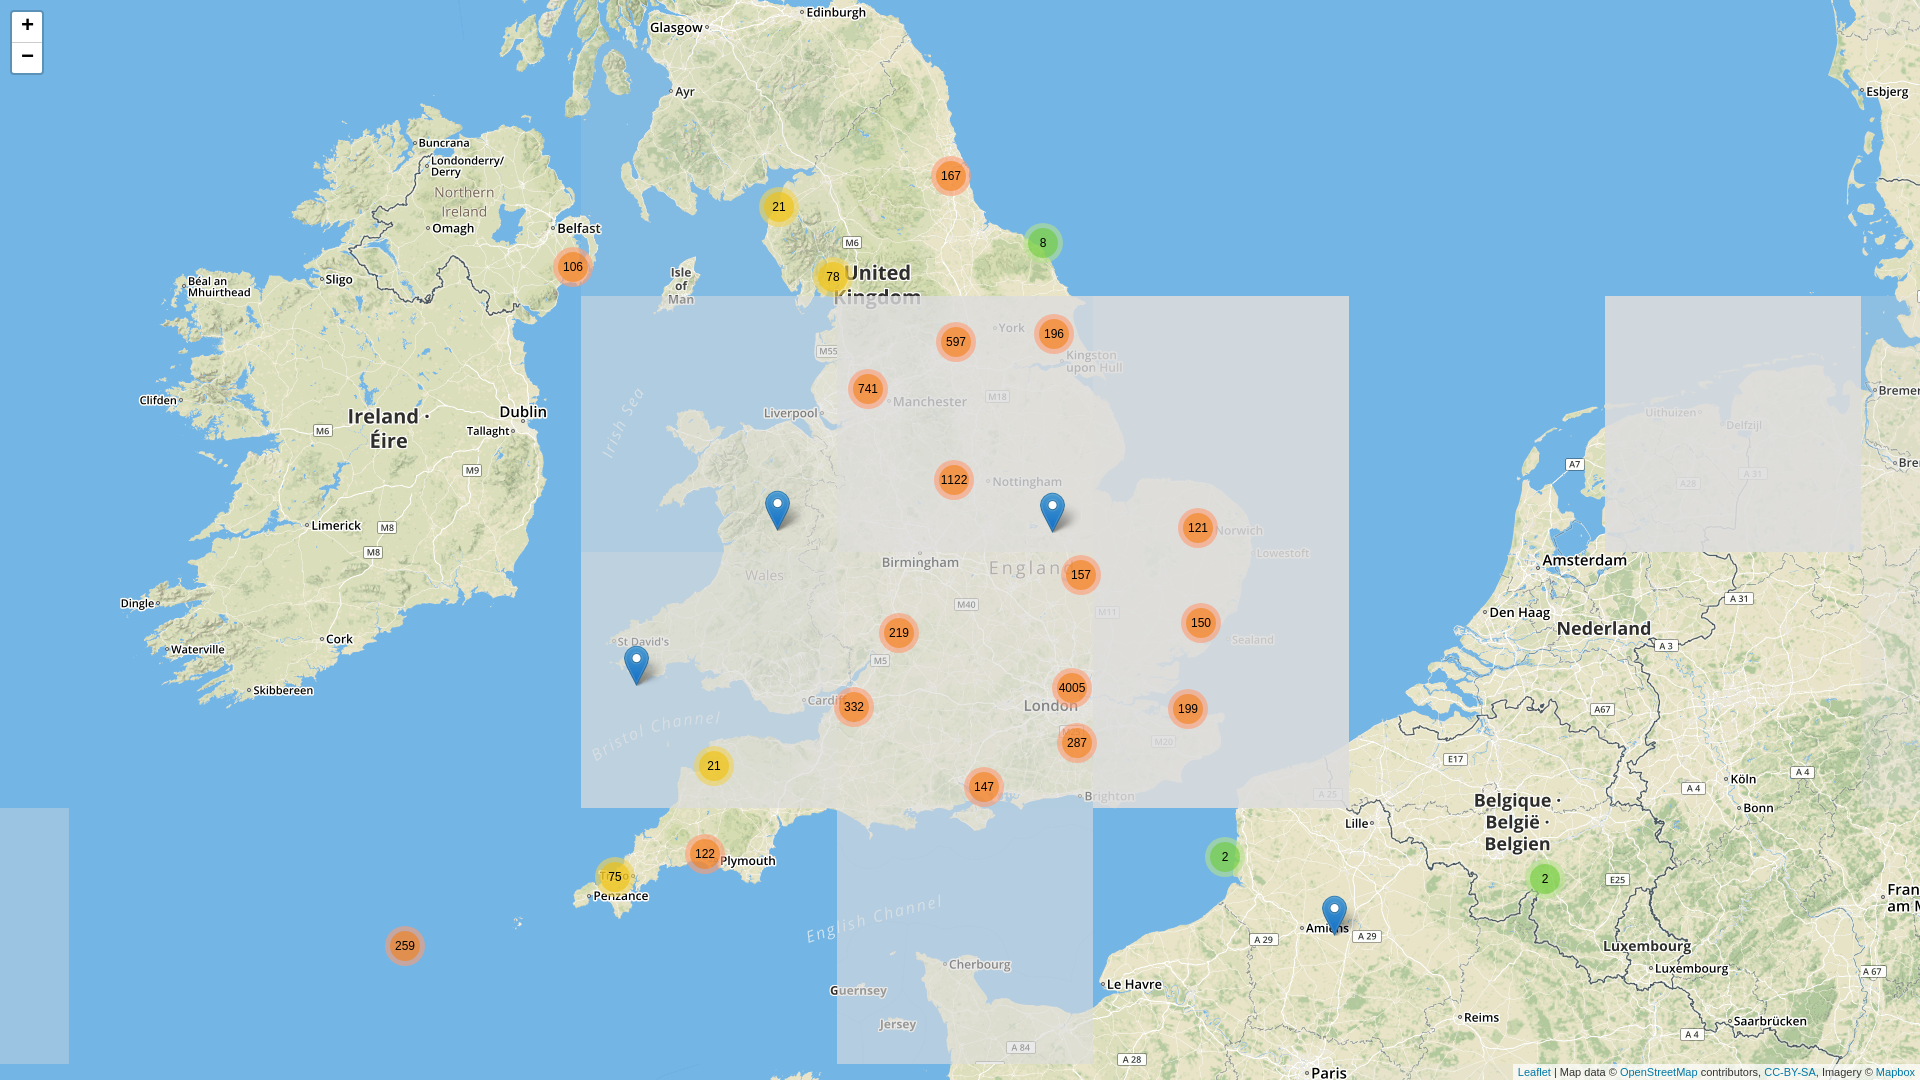 +
−
Edinburgh
Glasgow
Ayr
Esbjerg
Buncrana
Londonderry/
Derry
Northern
Ireland
Omagh
Belfast
167
21
8
M6
106
78
United
Kingdom
Isle
of
Man
Sligo
Béal an
Mhuirthead
York
196
597
Kingston
upon Hull
M55
741
Manchester
M18
Liverpool
Irish Sea
Clifden
Dublin
Tallaght
Ireland ·
Éire
M6
M9
Uithuizen
Delfzijl
Breme
A7
A 31
A28
Bre
1122
Nottingham
Limerick
M8
M8
121
Norwich
Lowestoft
Birmingham
Englan
157
Wales
Amsterdam
Dingle
M40
M11
A 31
Den Haag
Nederland
219
150
Sealand
Cork
Waterville
St David's
M5
A 3
Skibbereen
4005
London
Cardiff
332
199
A67
Bristol Channel
287
M20
21
E17
147
Brighton
A 25
Köln
A 4
A 4
Bonn
Belgique ·
België ·
Belgien
Lille
122
Plymouth
75
Penzance
2
2
E25
Fran
am M
English Channel
Amiens
A 29
A 29
259
Luxembourg
Luxembourg
A 67
Cherbourg
Le Havre
Guernsey
Jersey
Reims
Saarbrücken
A 4
A 84
A 28
Paris
Leaflet | Map data © OpenStreetMap contributors, CC-BY-SA, Imagery © Mapbox